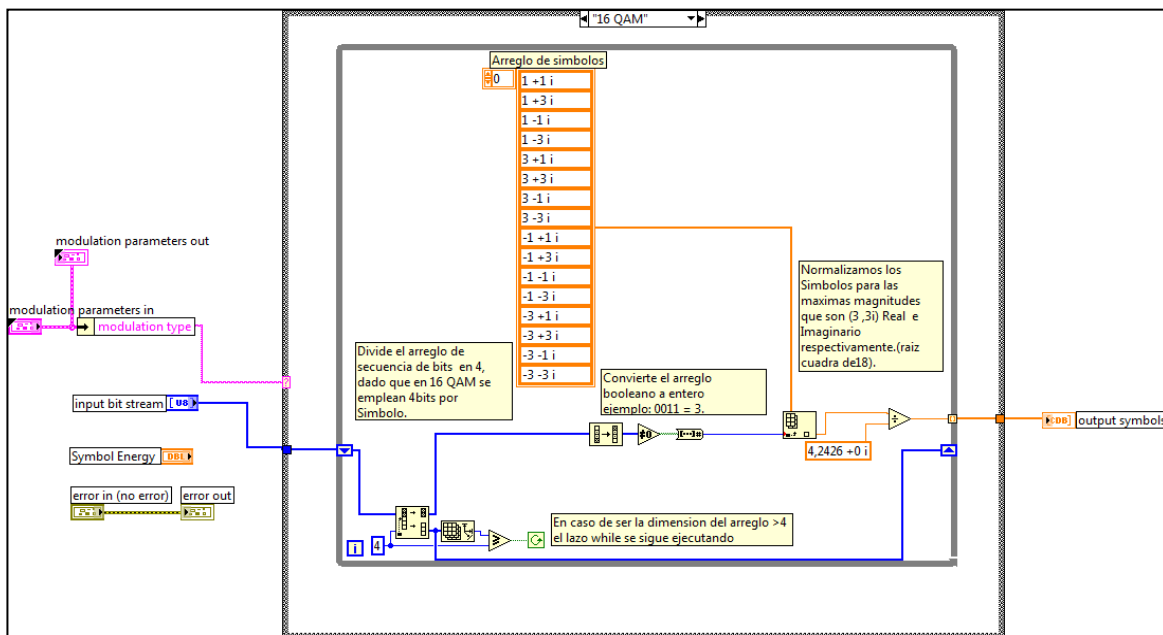 "16 QAM"
Arreglo de simbolos
0
1 +1 i
1 +3 i
1 -1 i
1 -3 i
3 +1 i
3 +3 i
3 -1 i
3 -3 i
-1 +1 i
-1 +3 i
-1 -1 i
-1 -3 i
-3 +1 i
-3 +3 i
-3 -1 i
-3 -3 i
modulation parameters out
modulation parameters in
modulation type
?
input bit stream
[U8]
Symbol Energy
DBL
error in (no error)
error out
Divide el arreglo de
secuencia de bits en 4,
dado que en 16 QAM se
emplean 4bits por
Simbolo.
Convierte el arreglo
booleano a entero
ejemplo: 0011 = 3.
Normalizamos los
Simbolos para las
maximas magnitudes
que son (3 ,3i) Real e
Imaginario
respectivamente.(raiz
cuadra de18).
≠0
[...]#
÷
4,2426 +0 i
[CDB]
output symbols
En caso de ser la dimension del arreglo >4
el lazo while se sigue ejecutando
i
4
≥